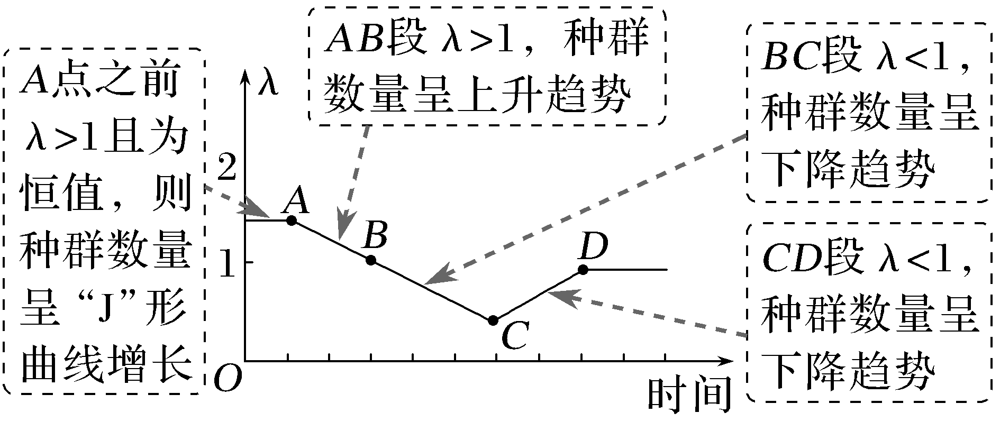 A点之前
λ>1且为
恒值，则
种群数量
呈“J”形
曲线增长
AB段 λ>1，种群
数量呈上升趋势
BC段 λ<1，
种群数量呈
下降趋势
CD段 λ<1，
种群数量呈
下降趋势
λ
2
1
O
A
B
C
D
时间